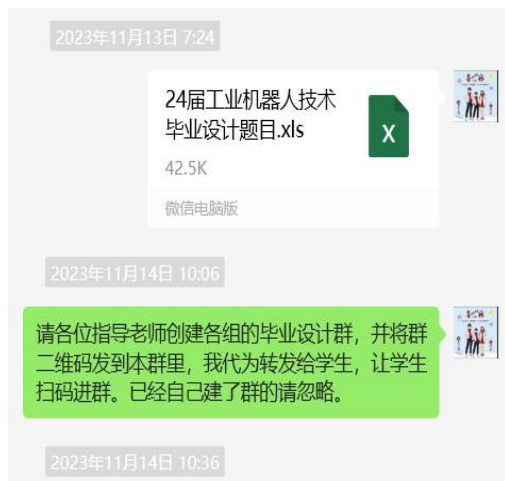 2023年11月13日 7:24
24届工业机器人技术
毕业设计题目.xls
X
42.5K
微信电脑版
2023年11月14日 10:06
请各位指导老师创建各组的毕业设计群，并将群
二维码发到本群里，我代为转发给学生，让学生
扫码进群。已经自己建了群的请忽略。
2023年11月14日 10:36